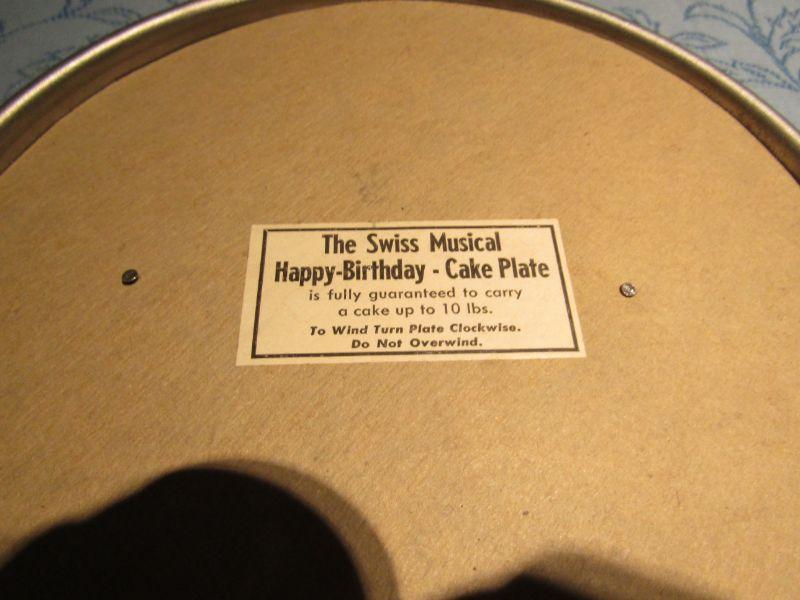 The Swiss Musical
Happy-Birthday - Cake Plate
is fully guaranteed to carry
a cake up to 10 lbs.
To Wind Turn Plate Clockwise.
Do Not Overwind.